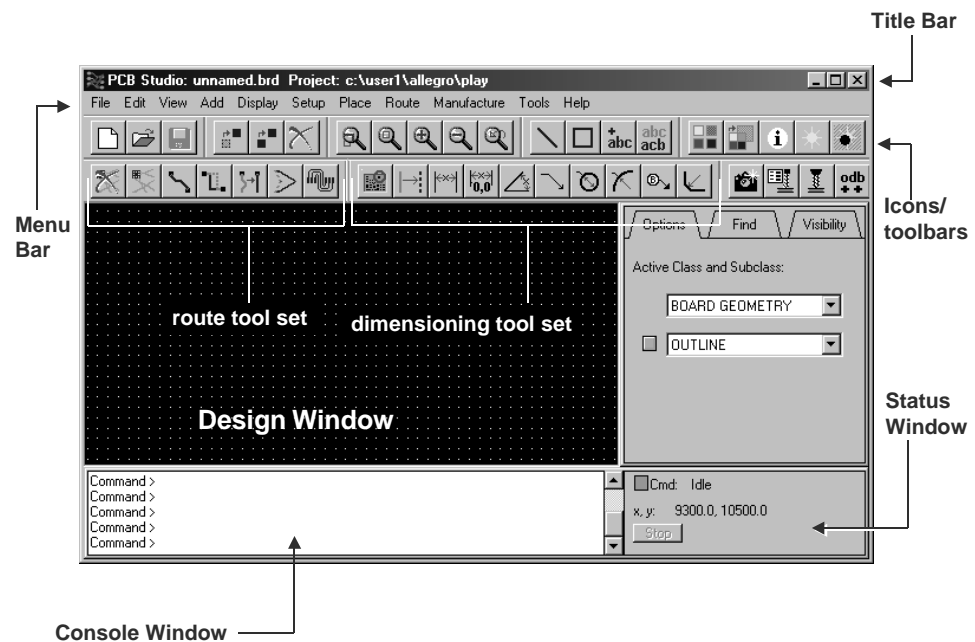 Title Bar
PCB Studio: unnamed.brd Project: c:\user1\allegro\play
File Edit View Add Display Setup Place Route Manufacture Tools Help
+abc
abc
acb
i
0,0
R
odb
++
Menu
Bar
Icons/
toolbars
Options Find Visibility
Active Class and Subclass:
BOARD GEOMETRY
OUTLINE
route tool set
dimensioning tool set
Design Window
Status
Window
Command >
Command >
Command >
Command >
Command >
Cmd: Idle
x, y: 9300.0, 10500.0
Stop
Console Window